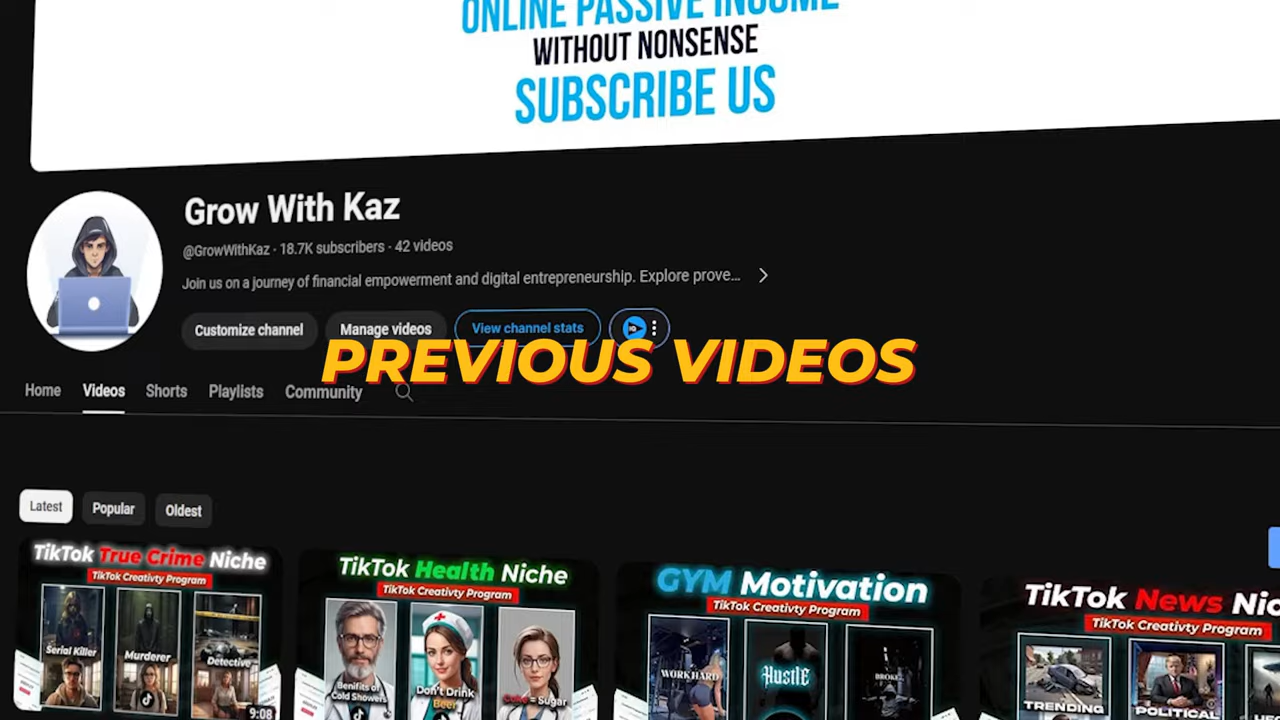 ONLINE PASSIVE INCOME
WITHOUT NONSENSE
SUBSCRIBE US
Grow With Kaz
@GrowWithKaz · 18.7K subscribers · 42 videos
Join us on a journey of financial empowerment and digital entrepreneurship. Explore prove...
Customize channel
Manage videos
View channel stats
PREVIOUS VIDEOS
Home
Videos
Shorts
Playlists
Community
Latest
Popular
Oldest
TikTok True Crime Niche
TikTok Creativty Program
Serial Killer
Murderer
Detective
9:08
TikTok Health Niche
TikTok Creativty Program
Benifits of
Cold Showers
Don't Drink
Beer
Coke = Sugar
GYM Motivation
TikTok Creativty Program
WORK HARD
HUSTLE
BROKE.
TikTok News Nic
TikTok Creativty Program
TRENDING
POLITICAL